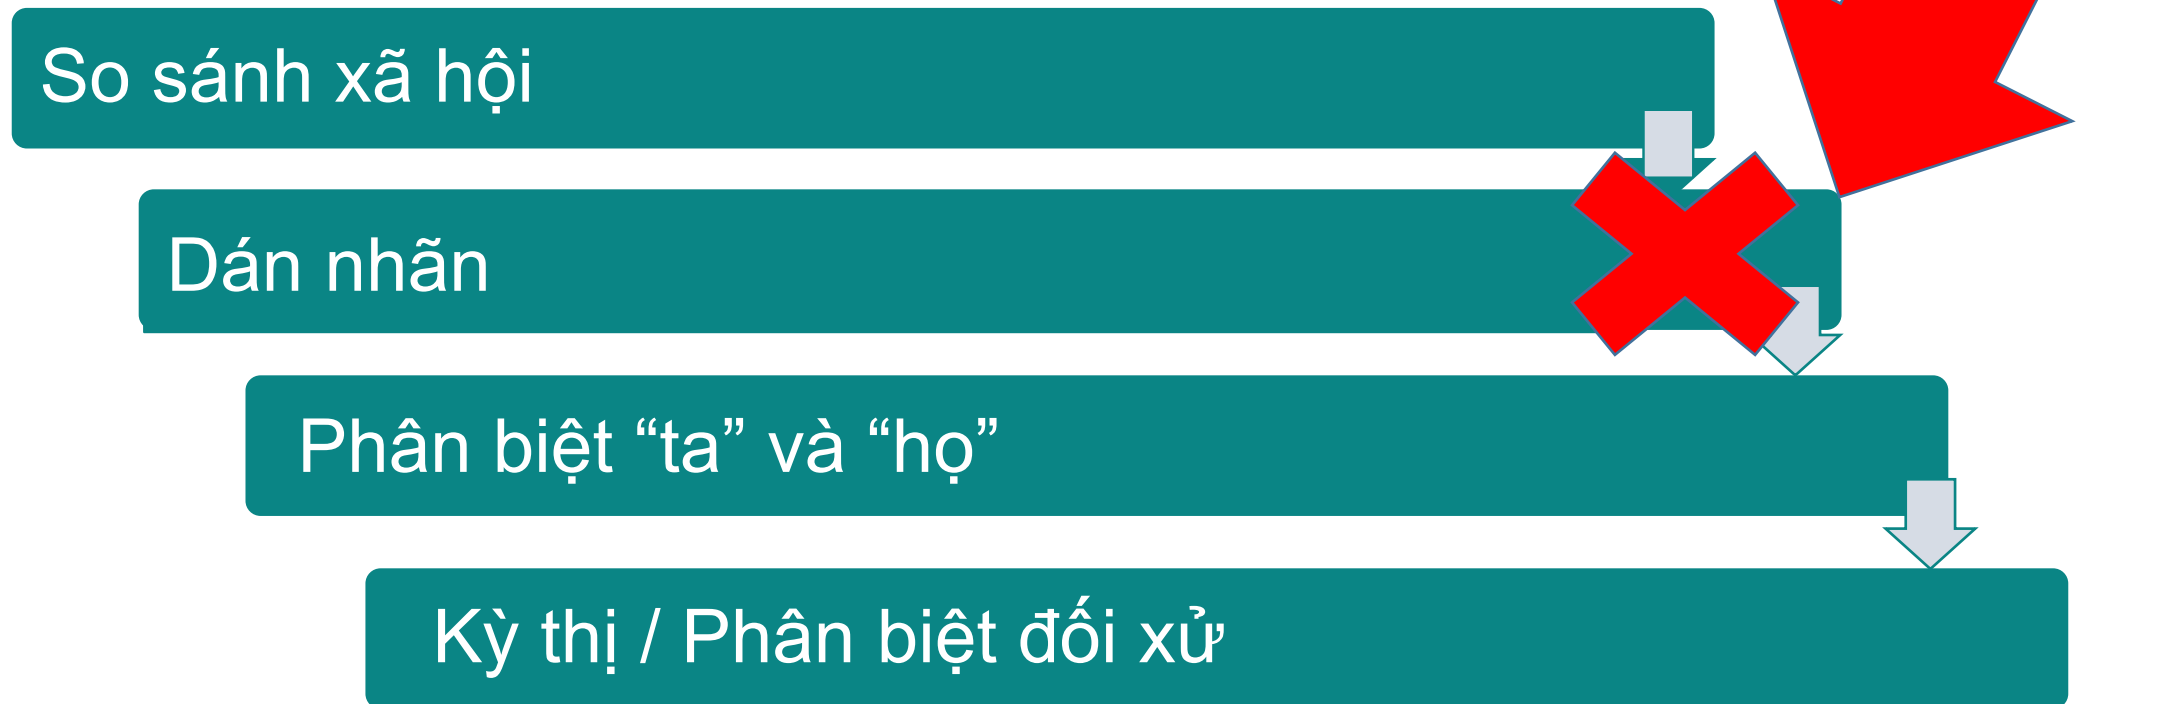 So sánh xã hội
Dán nhãn
Phân biệt “ta” và “họ”
Kỳ thị / Phân biệt đối xử